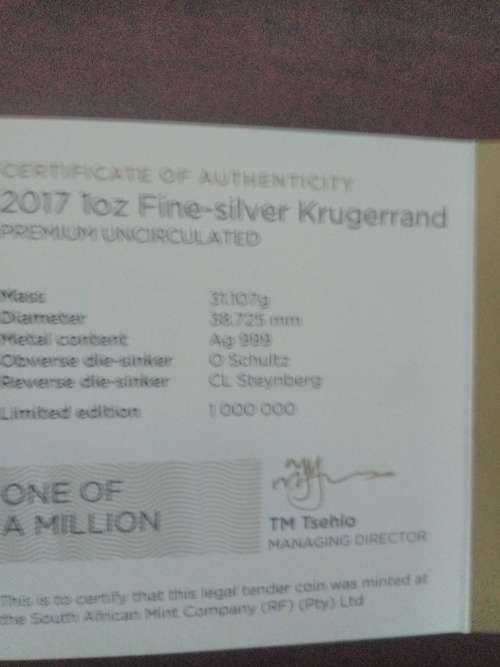 CERTIFICATE OF AUTHENTICITY
2017 1oz Fine-silver Krugerrand
PREMIUM UNCIRCULATED
Mass 31.107g
Diameter 38.725 mm
Metal content Ag 999
Obverse die-sinker O Schultz
Reverse die-sinker CL Steynberg
Limited edition 1 000 000
ONE OF
A MILLION
TM Tsehlo
MANAGING DIRECTOR
This is to certify that this legal tender coin was minted at
the South African Mint Company (RF) (Pty) Ltd